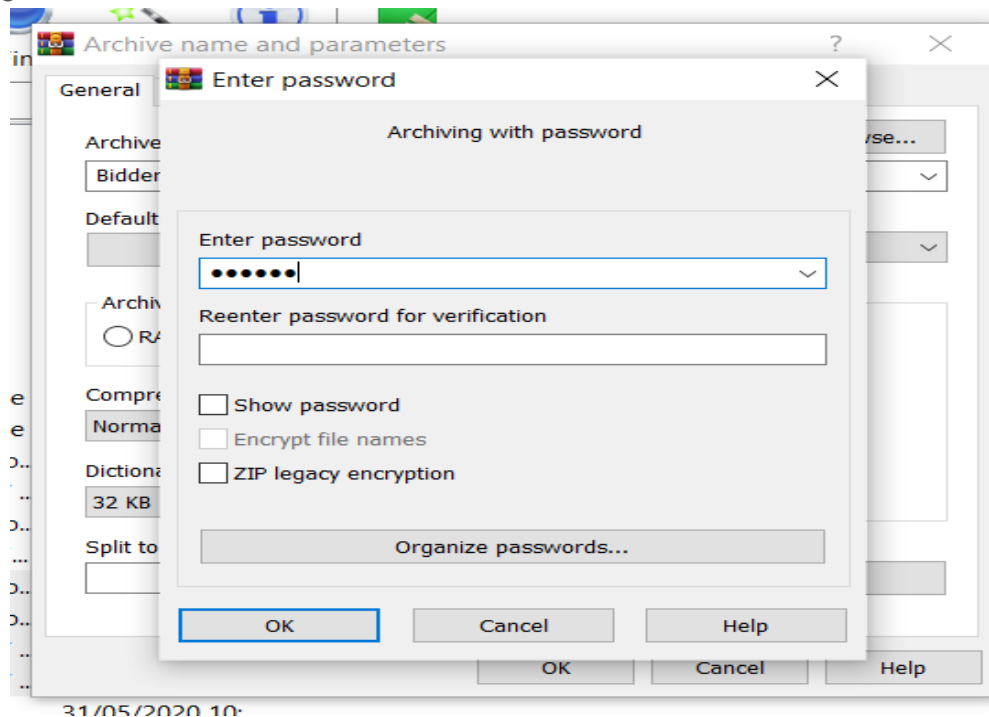 Archive name and parameters
?
General
Enter password
Archiving with password
Archive
Bidder
Default
Enter password
••••••
Reenter password for verification
Show password
Encrypt file names
Norma
Dictiona
ZIP legacy encryption
32 KB
Organize passwords...
Split to
OK
Cancel
Help
OK
Cancel
Help
31/05/2020 10: